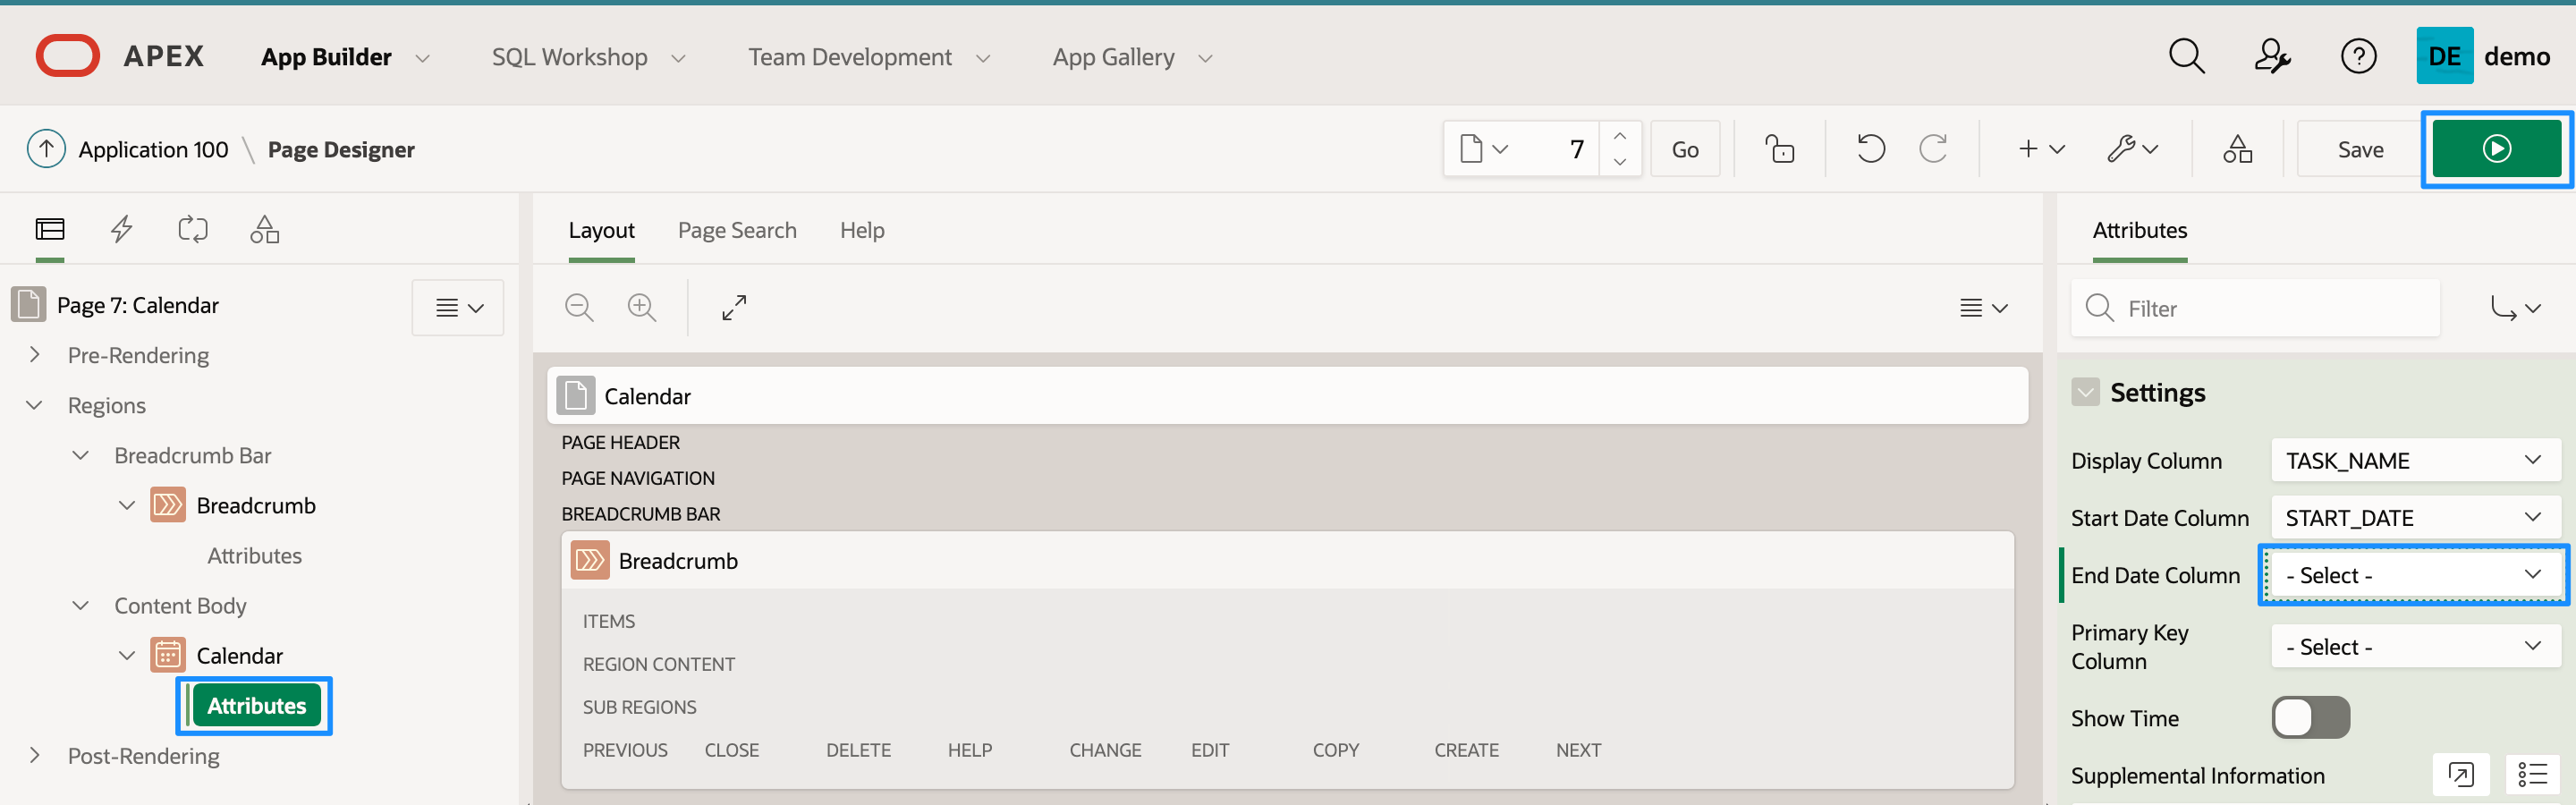 APEX App Builder SQL Workshop Team Development App Gallery DE demo
Application 100 \ Page Designer 7 Go Save
Layout Page Search Help Attributes
Page 7: Calendar
Filter
Pre-Rendering
Regions
Breadcrumb Bar
Breadcrumb
Attributes
Content Body
Calendar
Attributes
Post-Rendering
Calendar
PAGE HEADER
PAGE NAVIGATION
BREADCRUMB BAR
Breadcrumb
ITEMS
REGION CONTENT
SUB REGIONS
PREVIOUS CLOSE DELETE HELP CHANGE EDIT COPY CREATE NEXT
Settings
Display Column TASK_NAME
Start Date Column START_DATE
End Date Column - Select -
Primary Key
Column - Select -
Show Time
Supplemental Information